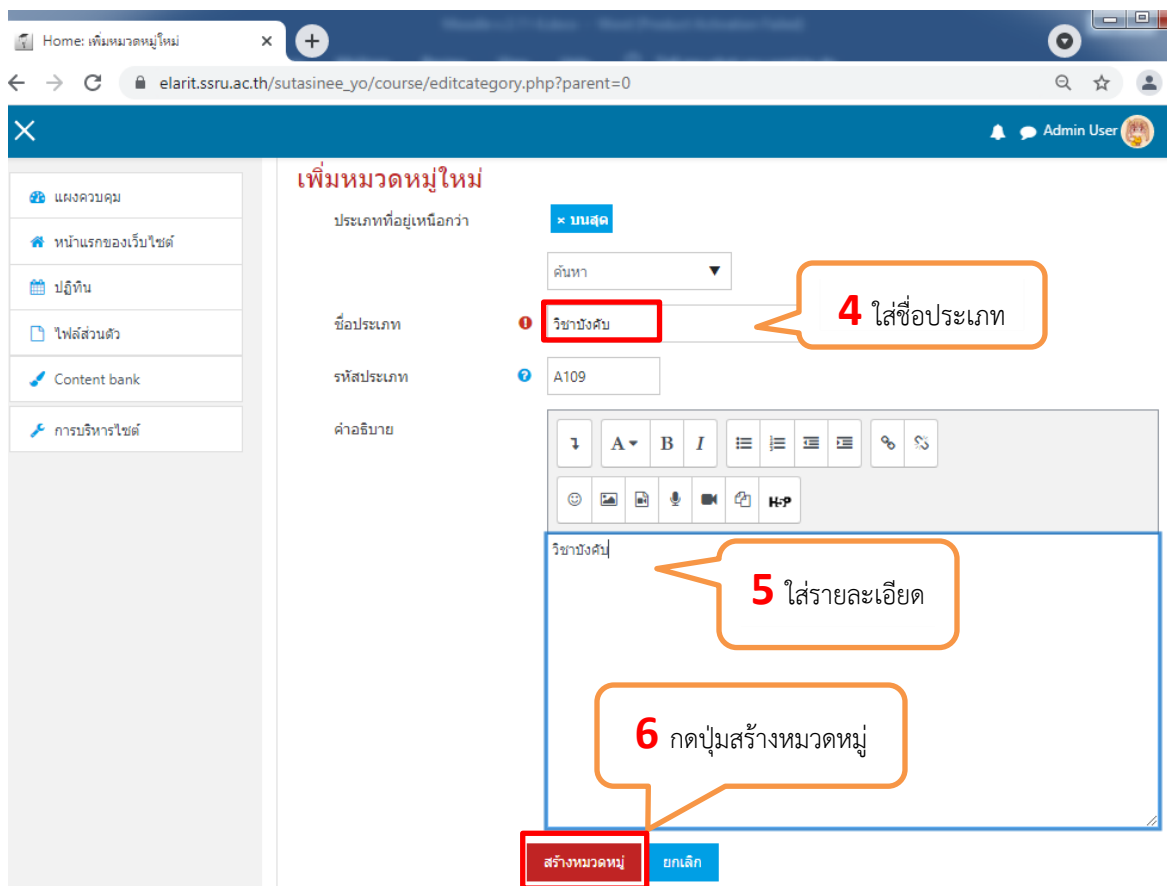 Home: เพิ่มหมวดหมู่ใหม่
elarit.ssru.ac.th/sutasinee_yo/course/editcategory.php?parent=0
Admin User
แผงควบคุม
หน้าแรกของเว็บไซต์
ปฏิทิน
ไฟล์ส่วนตัว
Content bank
การบริหารไซต์
เพิ่มหมวดหมู่ใหม่
ประเภทที่อยู่เหนือกว่า
× บนสุด
ค้นหา
ชื่อประเภท
วิชาบังคับ
4 ใส่ชื่อประเภท
รหัสประเภท
A109
คำอธิบาย
A B I
H-P
วิชาบังคับ
5 ใส่รายละเอียด
6 กดปุ่มสร้างหมวดหมู่
สร้างหมวดหมู่ ยกเลิก